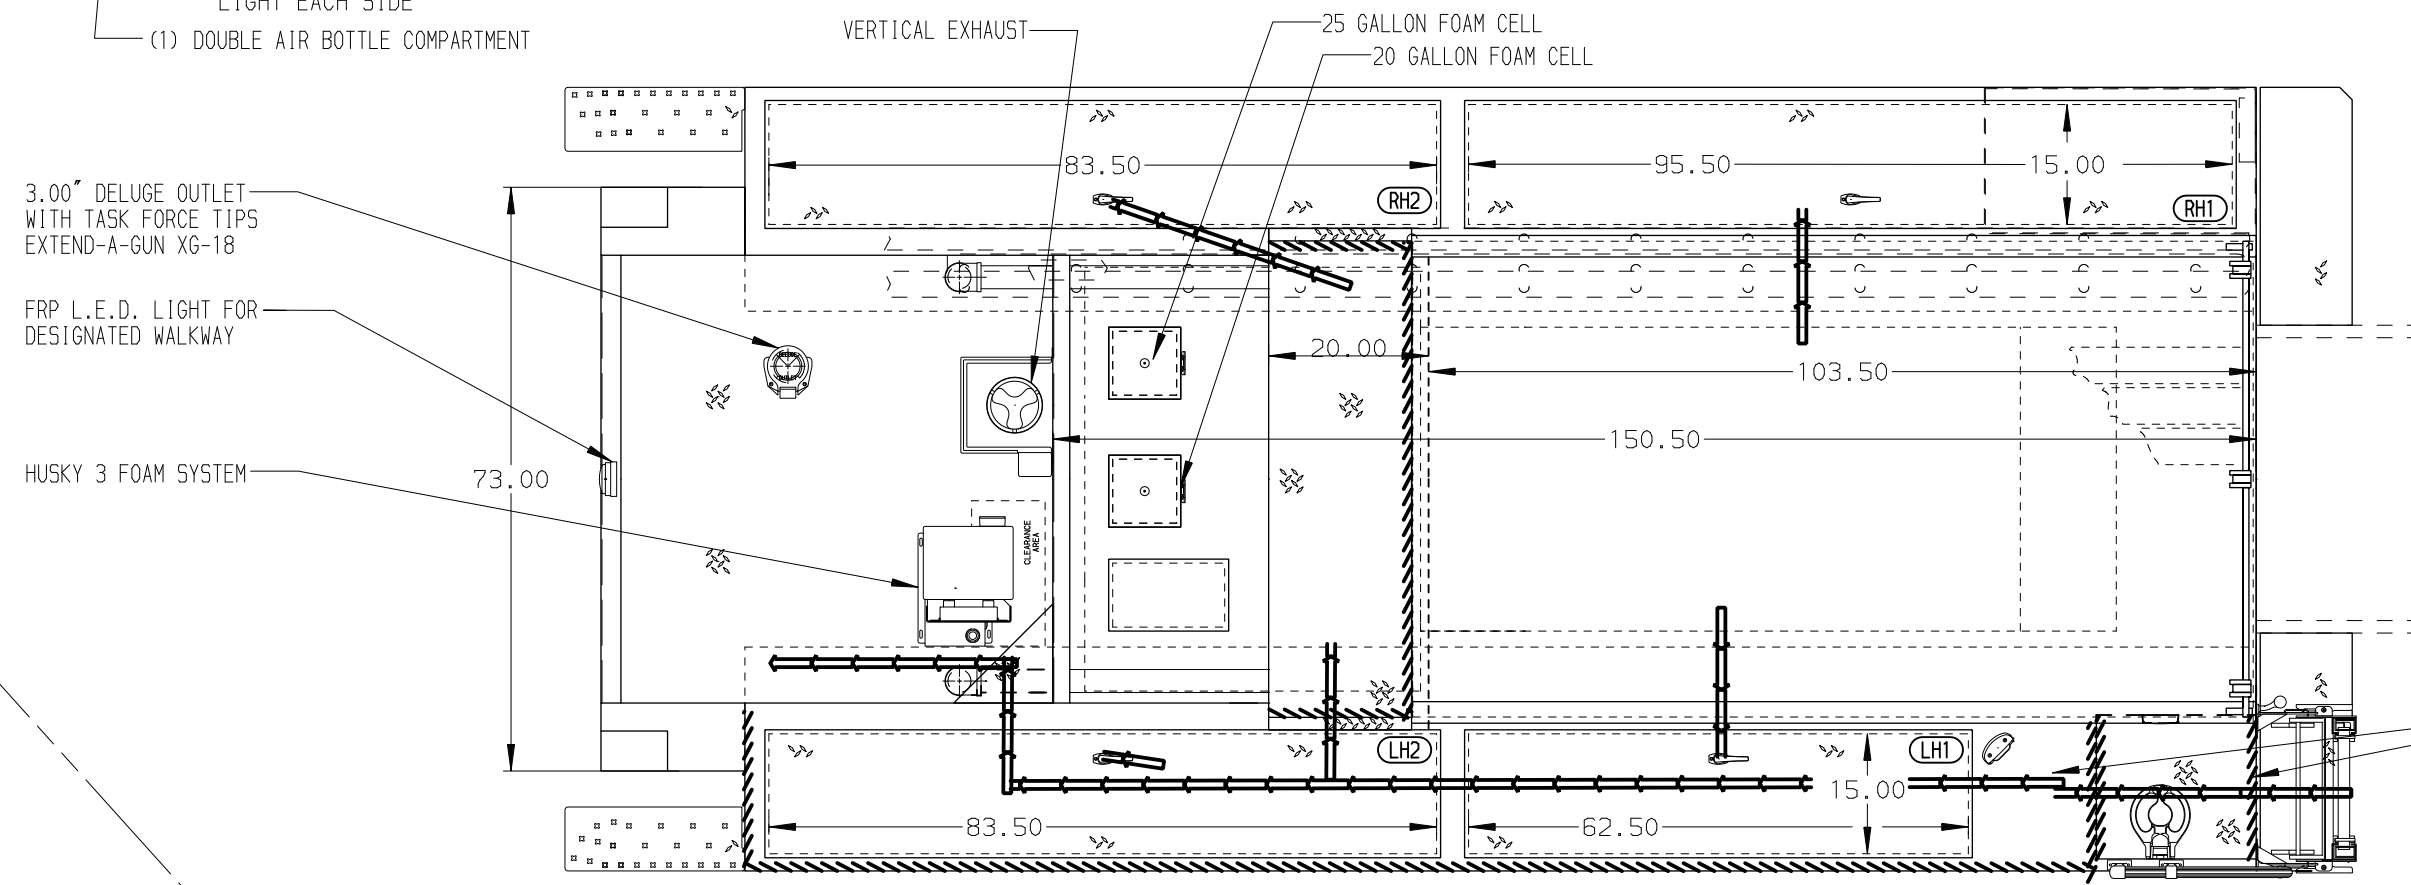 LIGHT EACH SIDE
(1) DOUBLE AIR BOTTLE COMPARTMENT
VERTICAL EXHAUST
25 GALLON FOAM CELL
20 GALLON FOAM CELL
3.00" DELUGE OUTLET
WITH TASK FORCE TIPS
EXTEND-A-GUN XG-18
FRP L.E.D. LIGHT FOR
DESIGNATED WALKWAY
HUSKY 3 FOAM SYSTEM
73.00
83.50
RH2
95.50
15.00
RH1
DELUGE
OUTLET
20.00
103.50
150.50
CLEARANCE
AREA
LH2
LH1
15.00
83.50
62.50